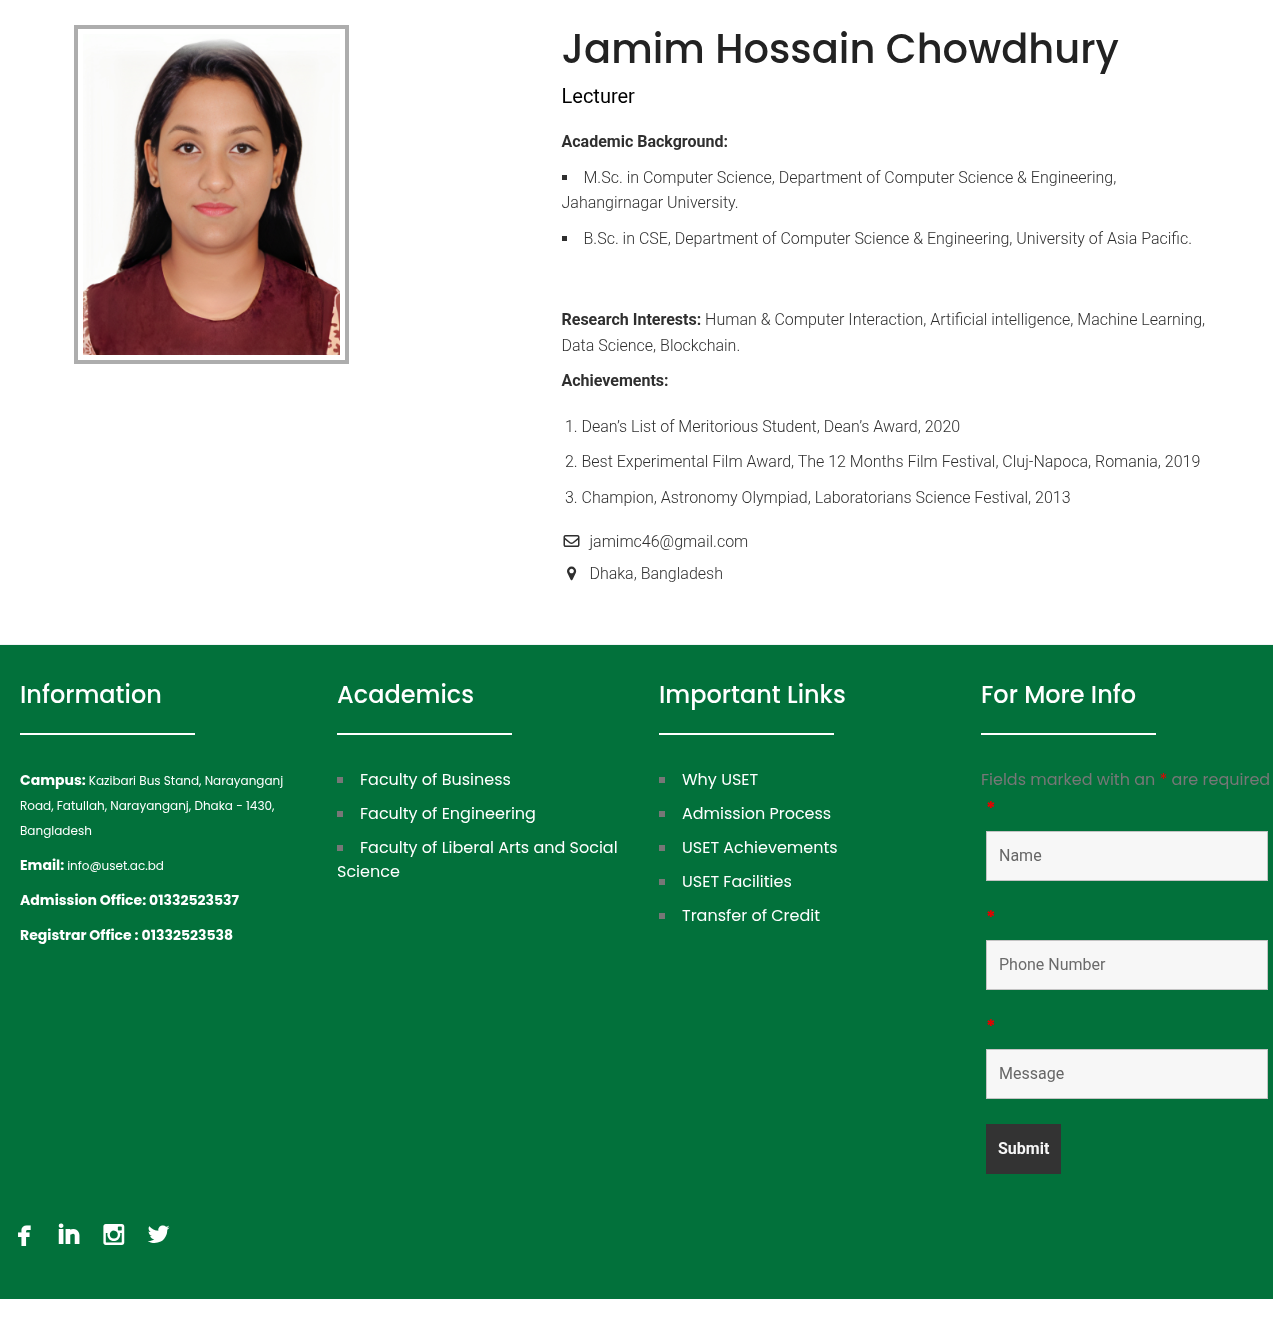 Jamim Hossain Chowdhury
Lecturer
Academic Background:
▪ M.Sc. in Computer Science, Department of Computer Science & Engineering,
Jahangirnagar University.
▪ B.Sc. in CSE, Department of Computer Science & Engineering, University of Asia Pacific.
Research Interests: Human & Computer Interaction, Artificial intelligence, Machine Learning,
Data Science, Blockchain.
Achievements:
1. Dean's List of Meritorious Student, Dean's Award, 2020
2. Best Experimental Film Award, The 12 Months Film Festival, Cluj-Napoca, Romania, 2019
3. Champion, Astronomy Olympiad, Laboratorians Science Festival, 2013
jamimc46@gmail.com
Dhaka, Bangladesh
Information
Campus: Kazibari Bus Stand, Narayanganj
Road, Fatullah, Narayanganj, Dhaka - 1430,
Bangladesh
Email: info@uset.ac.bd
Admission Office: 01332523537
Registrar Office : 01332523538
Academics
▪ Faculty of Business
▪ Faculty of Engineering
▪ Faculty of Liberal Arts and Social
Science
Important Links
▪ Why USET
▪ Admission Process
▪ USET Achievements
▪ USET Facilities
▪ Transfer of Credit
For More Info
Fields marked with an * are required
*
Name
*
Phone Number
*
Message
Submit